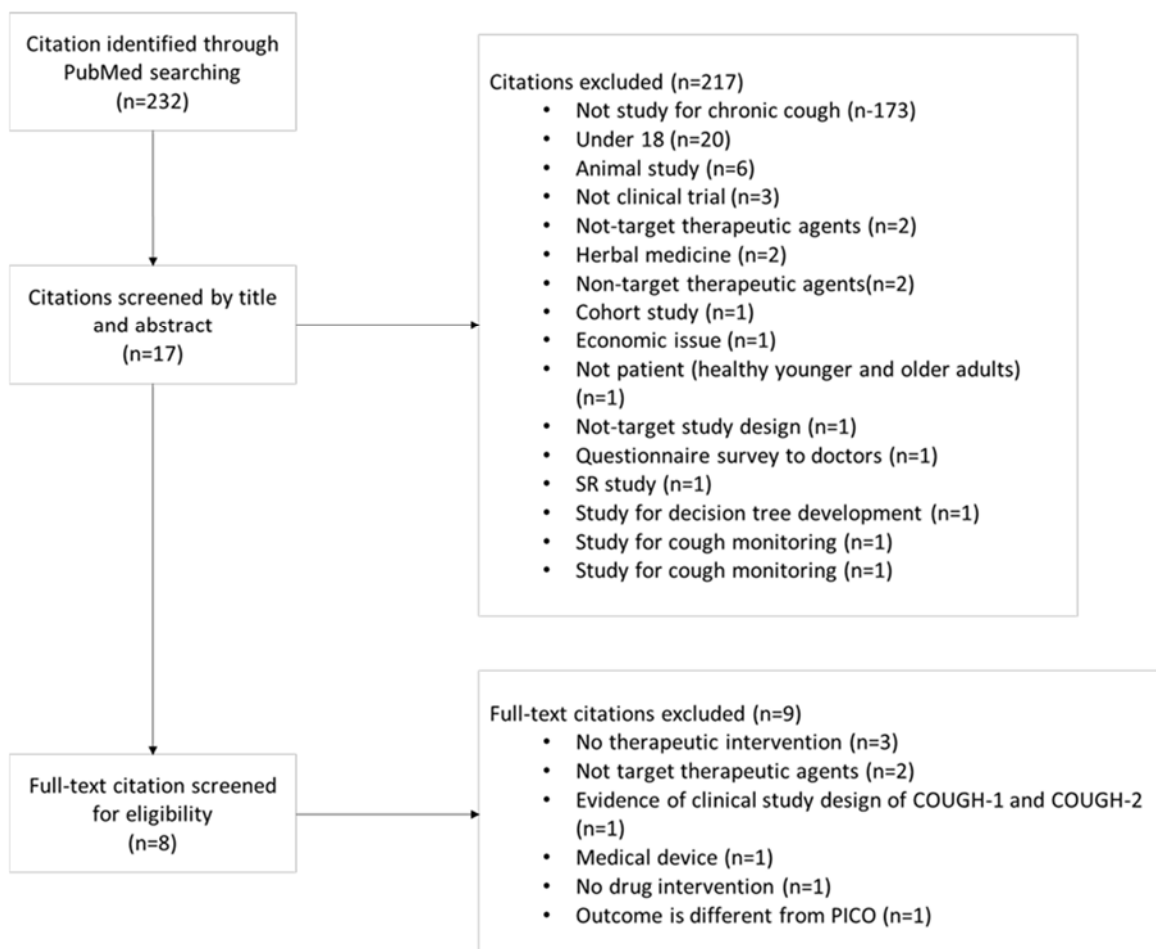 Citation identified through
PubMed searching
(n=232)
Citations excluded (n=217)
• Not study for chronic cough (n-173)
• Under 18 (n=20)
• Animal study (n=6)
• Not clinical trial (n=3)
• Not-target therapeutic agents (n=2)
• Herbal medicine (n=2)
• Non-target therapeutic agents(n=2)
• Cohort study (n=1)
• Economic issue (n=1)
• Not patient (healthy younger and older adults)
(n=1)
• Not-target study design (n=1)
• Questionnaire survey to doctors (n=1)
• SR study (n=1)
• Study for decision tree development (n=1)
• Study for cough monitoring (n=1)
• Study for cough monitoring (n=1)
Citations screened by title
and abstract
(n=17)
Full-text citations excluded (n=9)
• No therapeutic intervention (n=3)
• Not target therapeutic agents (n=2)
• Evidence of clinical study design of COUGH-1 and COUGH-2
(n=1)
• Medical device (n=1)
• No drug intervention (n=1)
• Outcome is different from PICO (n=1)
Full-text citation screened
for eligibility
(n=8)